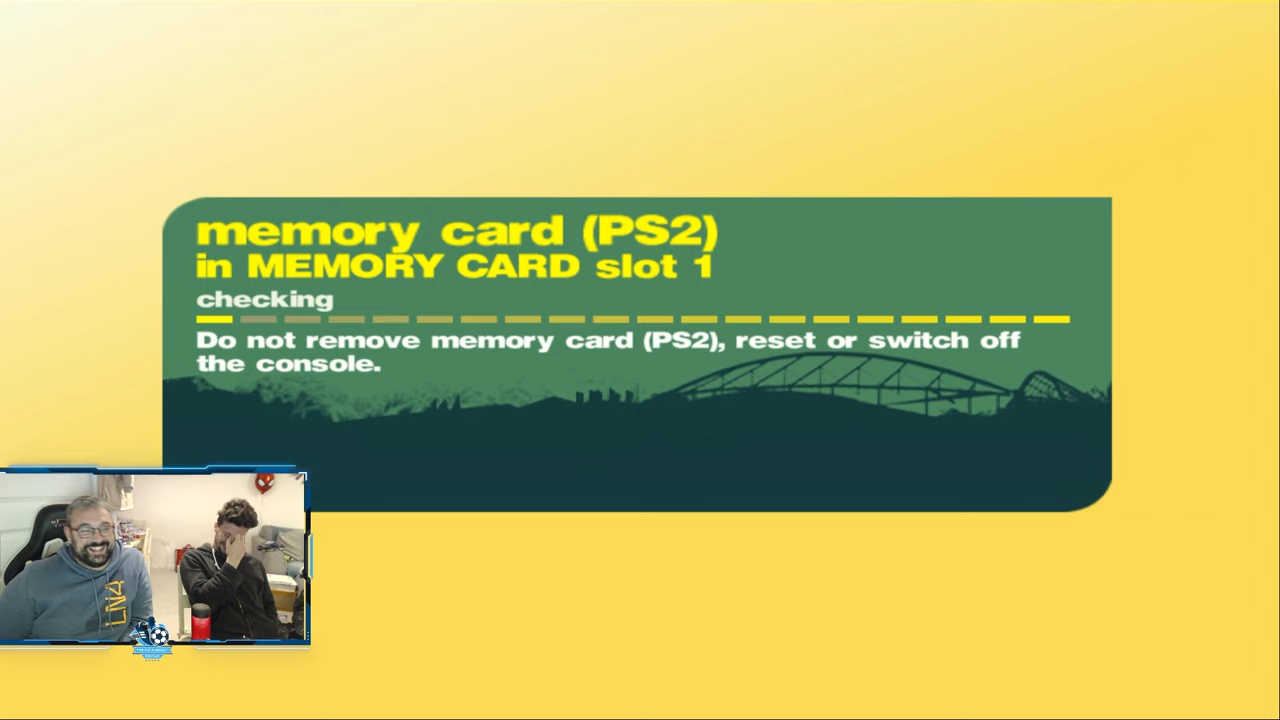 memory card (PS2)
in MEMORY CARD slot 1
checking
Do not remove memory card (PS2), reset or switch off
the console.
LN4